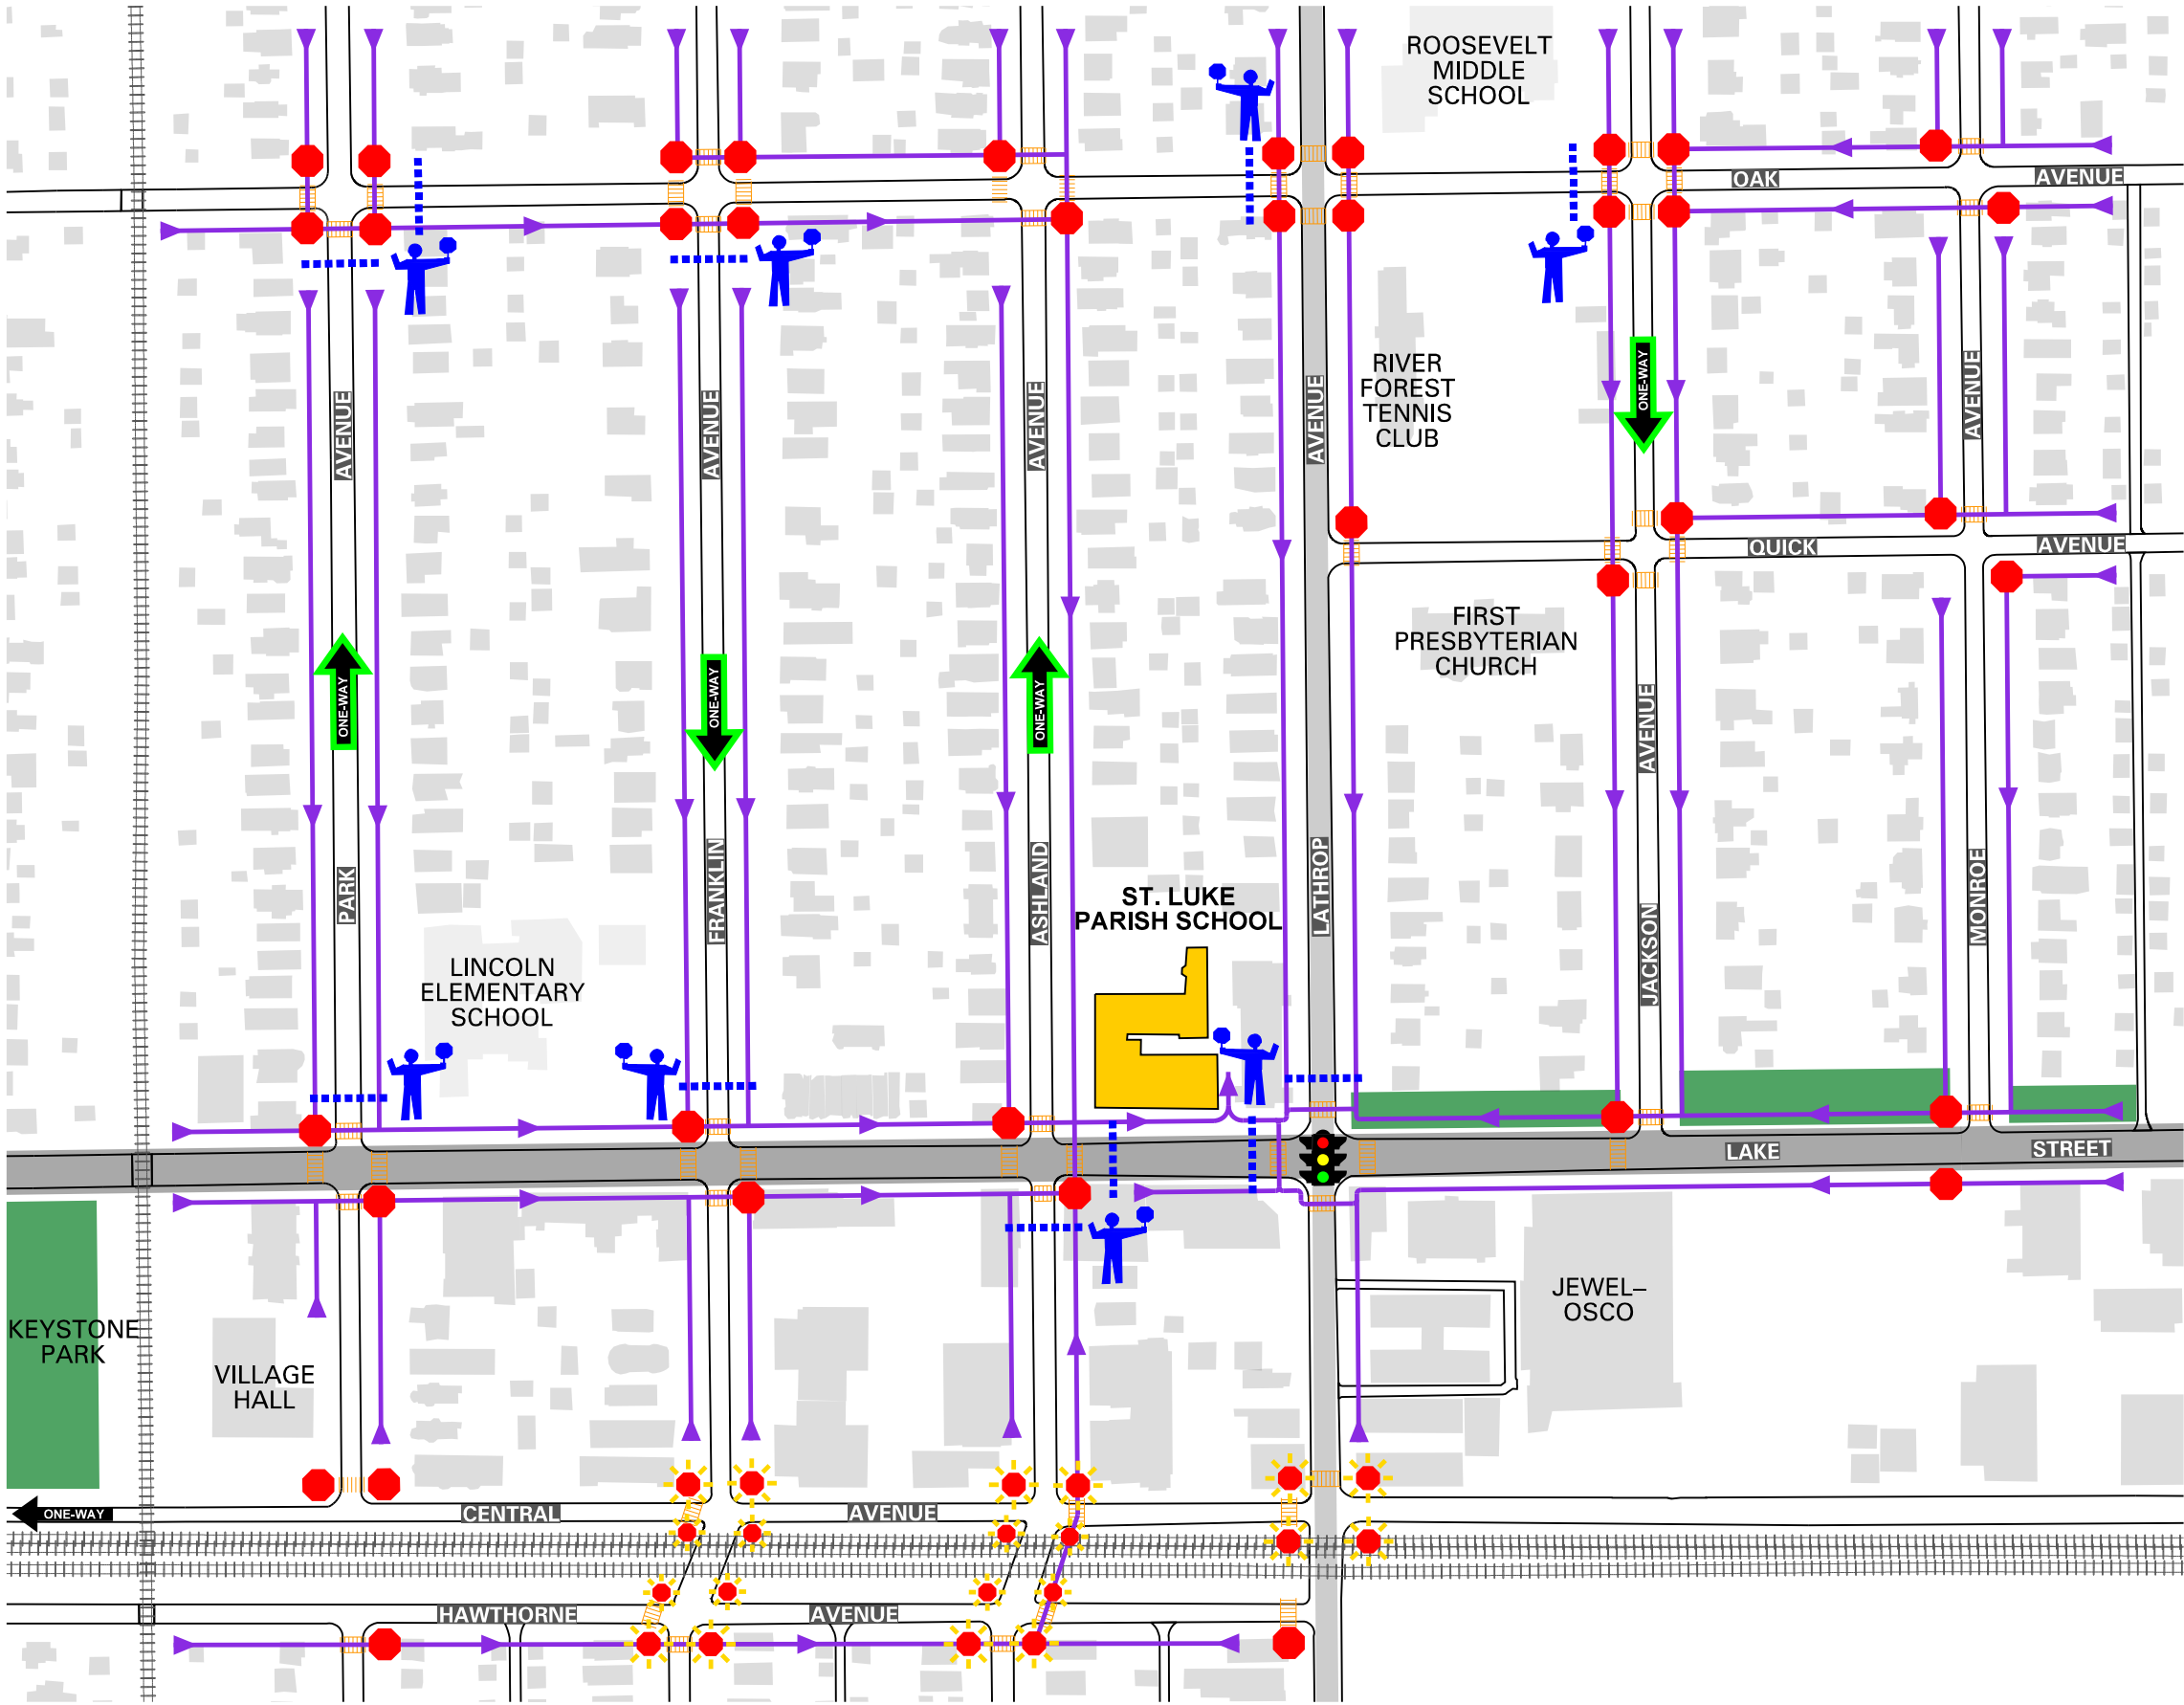 ROOSEVELT
MIDDLE
SCHOOL
OAK
AVENUE
RIVER
FOREST
TENNIS
CLUB
ONE-WAY
AVENUE
AVENUE
AVENUE
AVENUE
AVENUE
QUICK
AVENUE
FIRST
PRESBYTERIAN
CHURCH
ONE-WAY
ONE-WAY
ONE-WAY
AVENUE
PARK
FRANKLIN
ASHLAND
LATHROP
JACKSON
MONROE
ST. LUKE
PARISH SCHOOL
LINCOLN
ELEMENTARY
SCHOOL
LAKE
STREET
KEYSTONE
PARK
VILLAGE
HALL
JEWEL–
OSCO
ONE-WAY
CENTRAL
AVENUE
HAWTHORNE
AVENUE